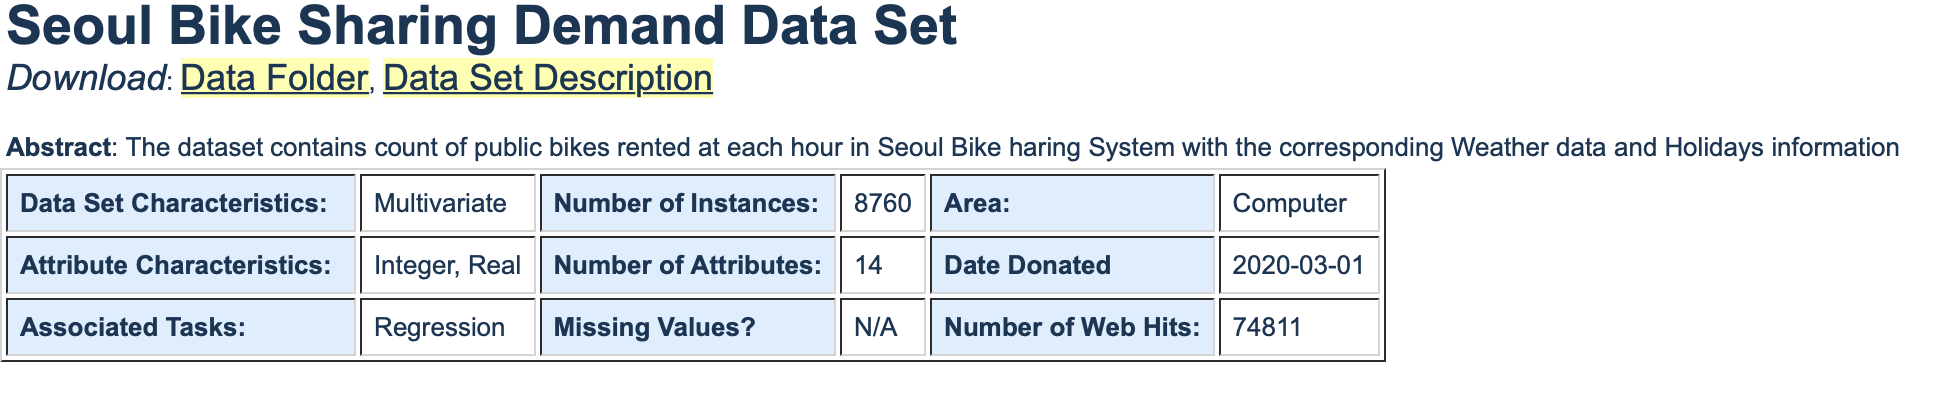 Seoul Bike Sharing Demand Data Set
Download: Data Folder, Data Set Description
Abstract: The dataset contains count of public bikes rented at each hour in Seoul Bike haring System with the corresponding Weather data and Holidays information
Data Set Characteristics: Multivariate Number of Instances: 8760 Area: Computer
Attribute Characteristics: Integer, Real Number of Attributes: 14 Date Donated 2020-03-01
Associated Tasks: Regression Missing Values? N/A Number of Web Hits: 74811